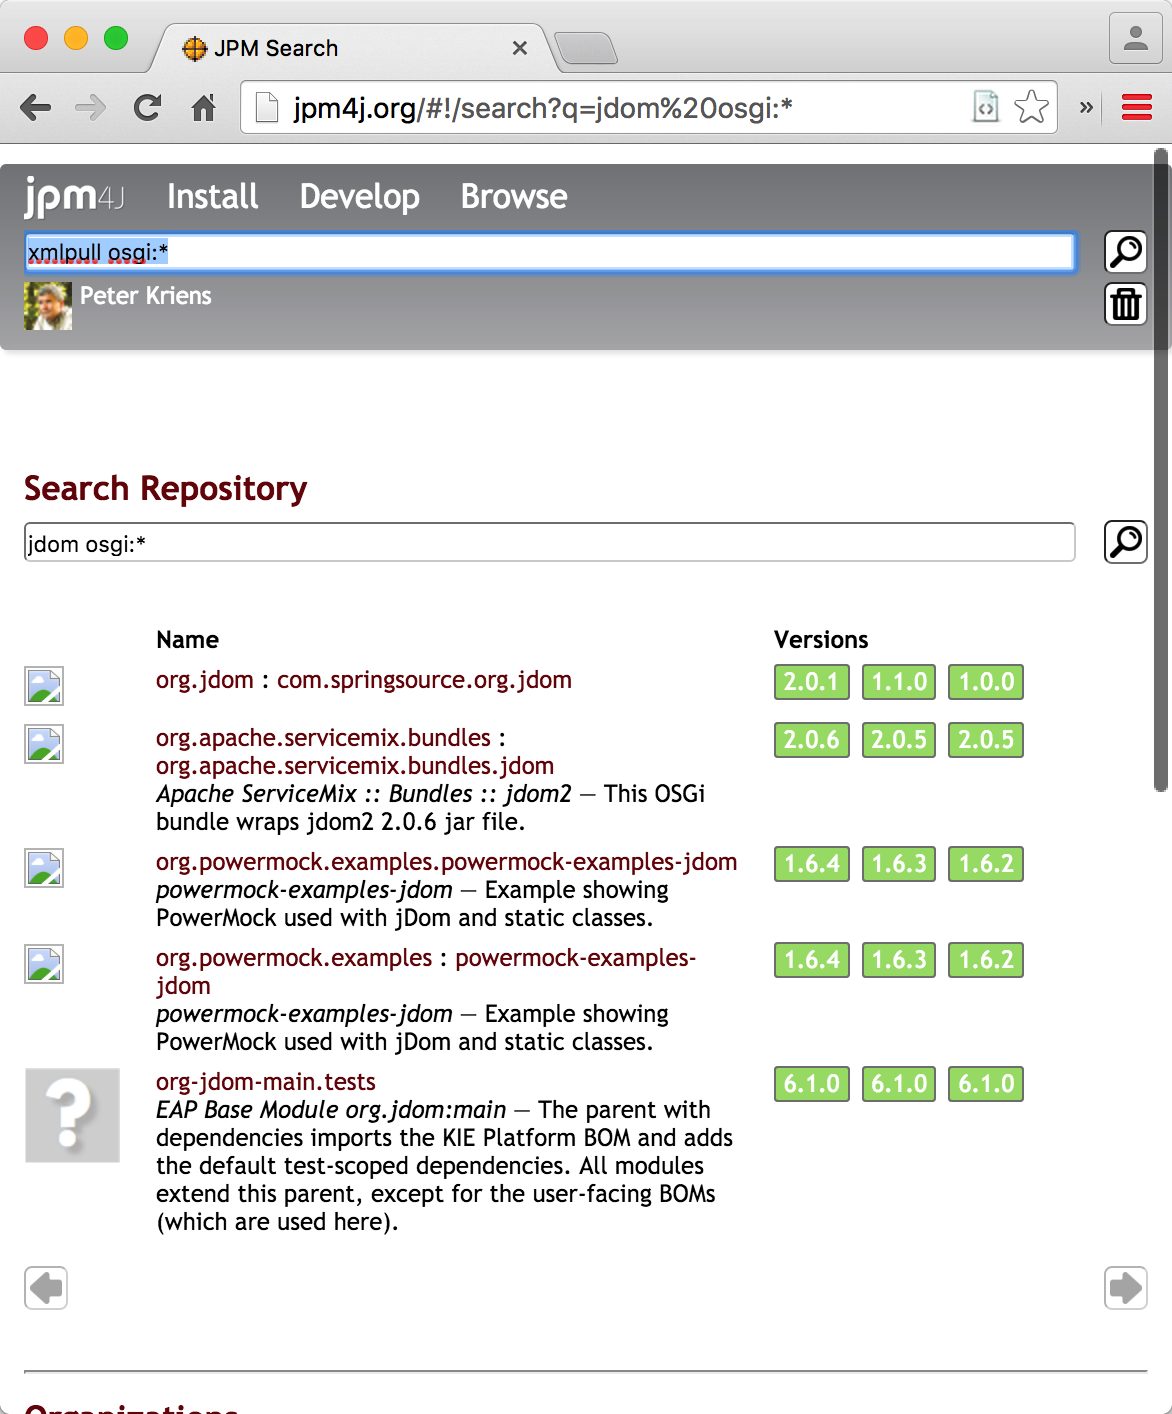 JPM Search
jpm4j.org/#!/search?q=jdom%20osgi:*
jpm4J Install Develop Browse
xmlpull osgi:*
Peter Kriens
Search Repository
jdom osgi:*
Name Versions
org.jdom : com.springsource.org.jdom 2.0.1 1.1.0 1.0.0
org.apache.servicemix.bundles : 2.0.6 2.0.5 2.0.5
org.apache.servicemix.bundles.jdom
Apache ServiceMix :: Bundles :: jdom2 — This OSGi
bundle wraps jdom2 2.0.6 jar file.
org.powermock.examples.powermock-examples-jdom 1.6.4 1.6.3 1.6.2
powermock-examples-jdom — Example showing
PowerMock used with jDom and static classes.
org.powermock.examples : powermock-examples- 1.6.4 1.6.3 1.6.2
jdom
powermock-examples-jdom — Example showing
PowerMock used with jDom and static classes.
org-jdom-main.tests 6.1.0 6.1.0 6.1.0
EAP Base Module org.jdom:main — The parent with
dependencies imports the KIE Platform BOM and adds
the default test-scoped dependencies. All modules
extend this parent, except for the user-facing BOMs
(which are used here).
Organizations